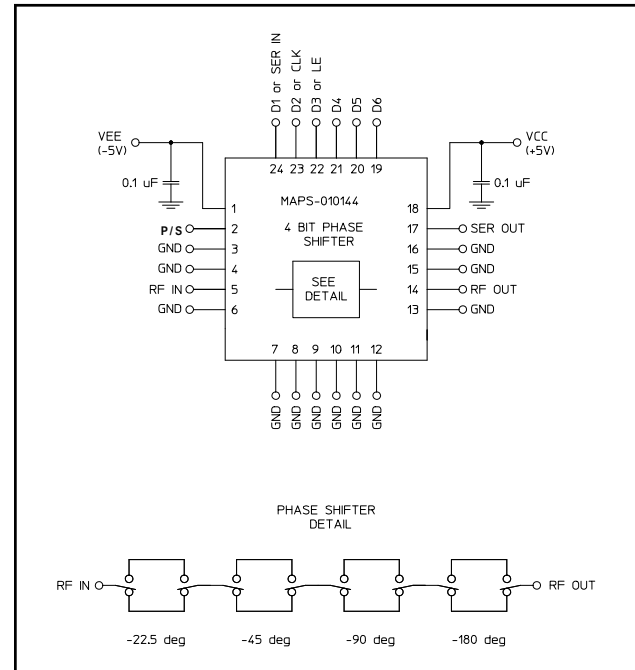 D1 or SER IN
D2 or CLK
D3 or LE
D4
D5
D6
VEE
(-5V)
VCC
(+5V)
24 23 22 21 20 19
0.1 uF
0.1 uF
MAPS-010144
4 BIT PHASE
SHIFTER
SEE
DETAIL
1
P/S 2
GND 3
GND 4
RF IN 5
GND 6
18
17 SER OUT
16 GND
15 GND
14 RF OUT
13 GND
7 8 9 10 11 12
GND GND GND GND GND GND
PHASE SHIFTER
DETAIL
RF IN
RF OUT
-22.5 deg -45 deg -90 deg -180 deg